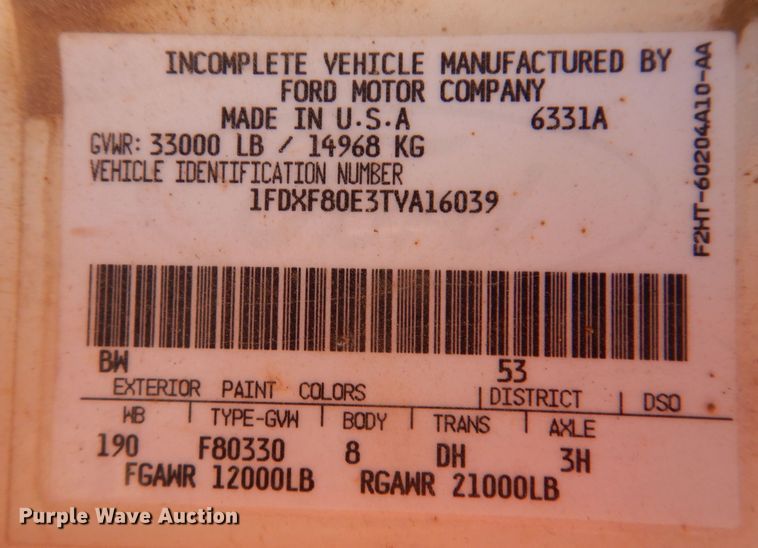 INCOMPLETE VEHICLE MANUFACTURED BY
FORD MOTOR COMPANY
MADE IN U.S.A 6331A
GVWR: 33000 LB / 14968 KG
VEHICLE IDENTIFICATION NUMBER
1FDXF80E3TVA16039
F2HT-60204A10-AA
BW 53
EXTERIOR PAINT COLORS DISTRICT DSO
WB TYPE-GVW BODY TRANS AXLE
190 F80330 8 DH 3H
FGAWR 12000LB RGAWR 21000LB
Purple Wave Auction